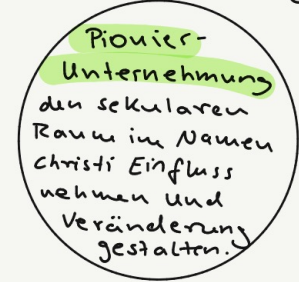 Pionier-
Unternehmung
den sekularen
Raum im Namen
Christi Einfluss
nehmen und
Veränderung
gestalten.